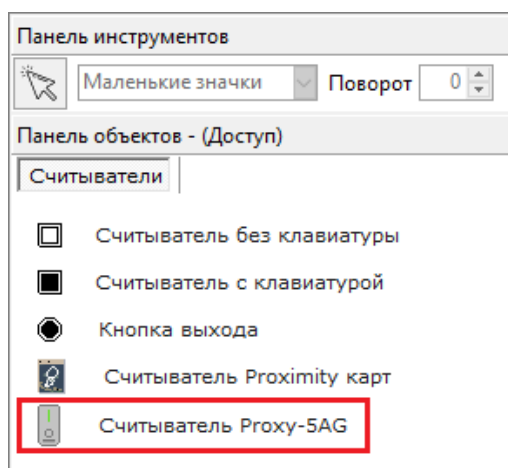 Панель инструментов
Маленькие значки Поворот 0
Панель объектов - (Доступ)
Считыватели
Считыватель без клавиатуры
Считыватель с клавиатурой
Кнопка выхода
Считыватель Proximity карт
Считыватель Proxy-5AG